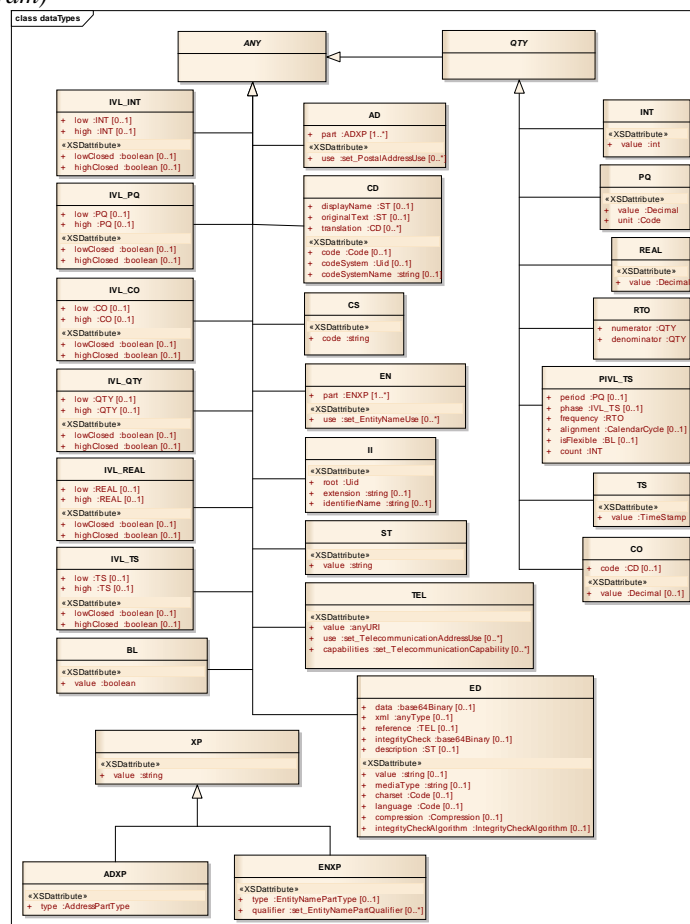 ram)
class dataTypes
ANY
QTY
IVL_INT
+ low :INT [0..1]
+ high :INT [0..1]
«XSDattribute»
+ lowClosed :boolean [0..1]
+ highClosed :boolean [0..1]
IVL_PQ
+ low :PQ [0..1]
+ high :PQ [0..1]
«XSDattribute»
+ lowClosed :boolean [0..1]
+ highClosed :boolean [0..1]
IVL_CO
+ low :CO [0..1]
+ high :CO [0..1]
«XSDattribute»
+ lowClosed :boolean [0..1]
+ highClosed :boolean [0..1]
IVL_QTY
+ low :QTY [0..1]
+ high :QTY [0..1]
«XSDattribute»
+ lowClosed :boolean [0..1]
+ highClosed :boolean [0..1]
IVL_REAL
+ low :REAL [0..1]
+ high :REAL [0..1]
«XSDattribute»
+ lowClosed :boolean [0..1]
+ highClosed :boolean [0..1]
IVL_TS
+ low :TS [0..1]
+ high :TS [0..1]
«XSDattribute»
+ lowClosed :boolean [0..1]
+ highClosed :boolean [0..1]
BL
«XSDattribute»
+ value :boolean
AD
+ part :ADXP [1..*]
«XSDattribute»
+ use :set_PostalAddressUse [0..*]
CD
+ displayName :ST [0..1]
+ originalText :ST [0..1]
+ translation :CD [0..*]
«XSDattribute»
+ code :Code [0..1]
+ codeSystem :Uid [0..1]
+ codeSystemName :string [0..1]
CS
«XSDattribute»
+ code :string
EN
+ part :ENXP [1..*]
«XSDattribute»
+ use :set_EntityNameUse [0..*]
II
«XSDattribute»
+ root :Uid
+ extension :string [0..1]
+ identifierName :string [0..1]
ST
«XSDattribute»
+ value :string
TEL
«XSDattribute»
+ value :anyURI
+ use :set_TelecommunicationAddressUse [0..*]
+ capabilities :set_TelecommunicationCapability [0..*]
ED
+ data :base64Binary [0..1]
+ xml :anyType [0..1]
+ reference :TEL [0..1]
+ integrityCheck :base64Binary [0..1]
+ description :ST [0..1]
«XSDattribute»
+ value :string [0..1]
+ mediaType :string [0..1]
+ charset :Code [0..1]
+ language :Code [0..1]
+ compression :Compression [0..1]
+ integrityCheckAlgorithm :IntegrityCheckAlgorithm [0..1]
INT
«XSDattribute»
+ value :int
PQ
«XSDattribute»
+ value :Decimal
+ unit :Code
REAL
«XSDattribute»
+ value :Decimal
RTO
+ numerator :QTY
+ denominator :QTY
PIVL_TS
+ period :PQ [0..1]
+ phase :IVL_TS [0..1]
+ frequency :RTO
+ alignment :CalendarCycle [0..1]
+ isFlexible :BL [0..1]
+ count :INT
TS
«XSDattribute»
+ value :TimeStamp
CO
+ code :CD [0..1]
«XSDattribute»
+ value :Decimal [0..1]
XP
«XSDattribute»
+ value :string
ADXP
«XSDattribute»
+ type :AddressPartType
ENXP
«XSDattribute»
+ type :EntityNamePartType [0..1]
+ qualifier :set_EntityNamePartQualifier [0..*]